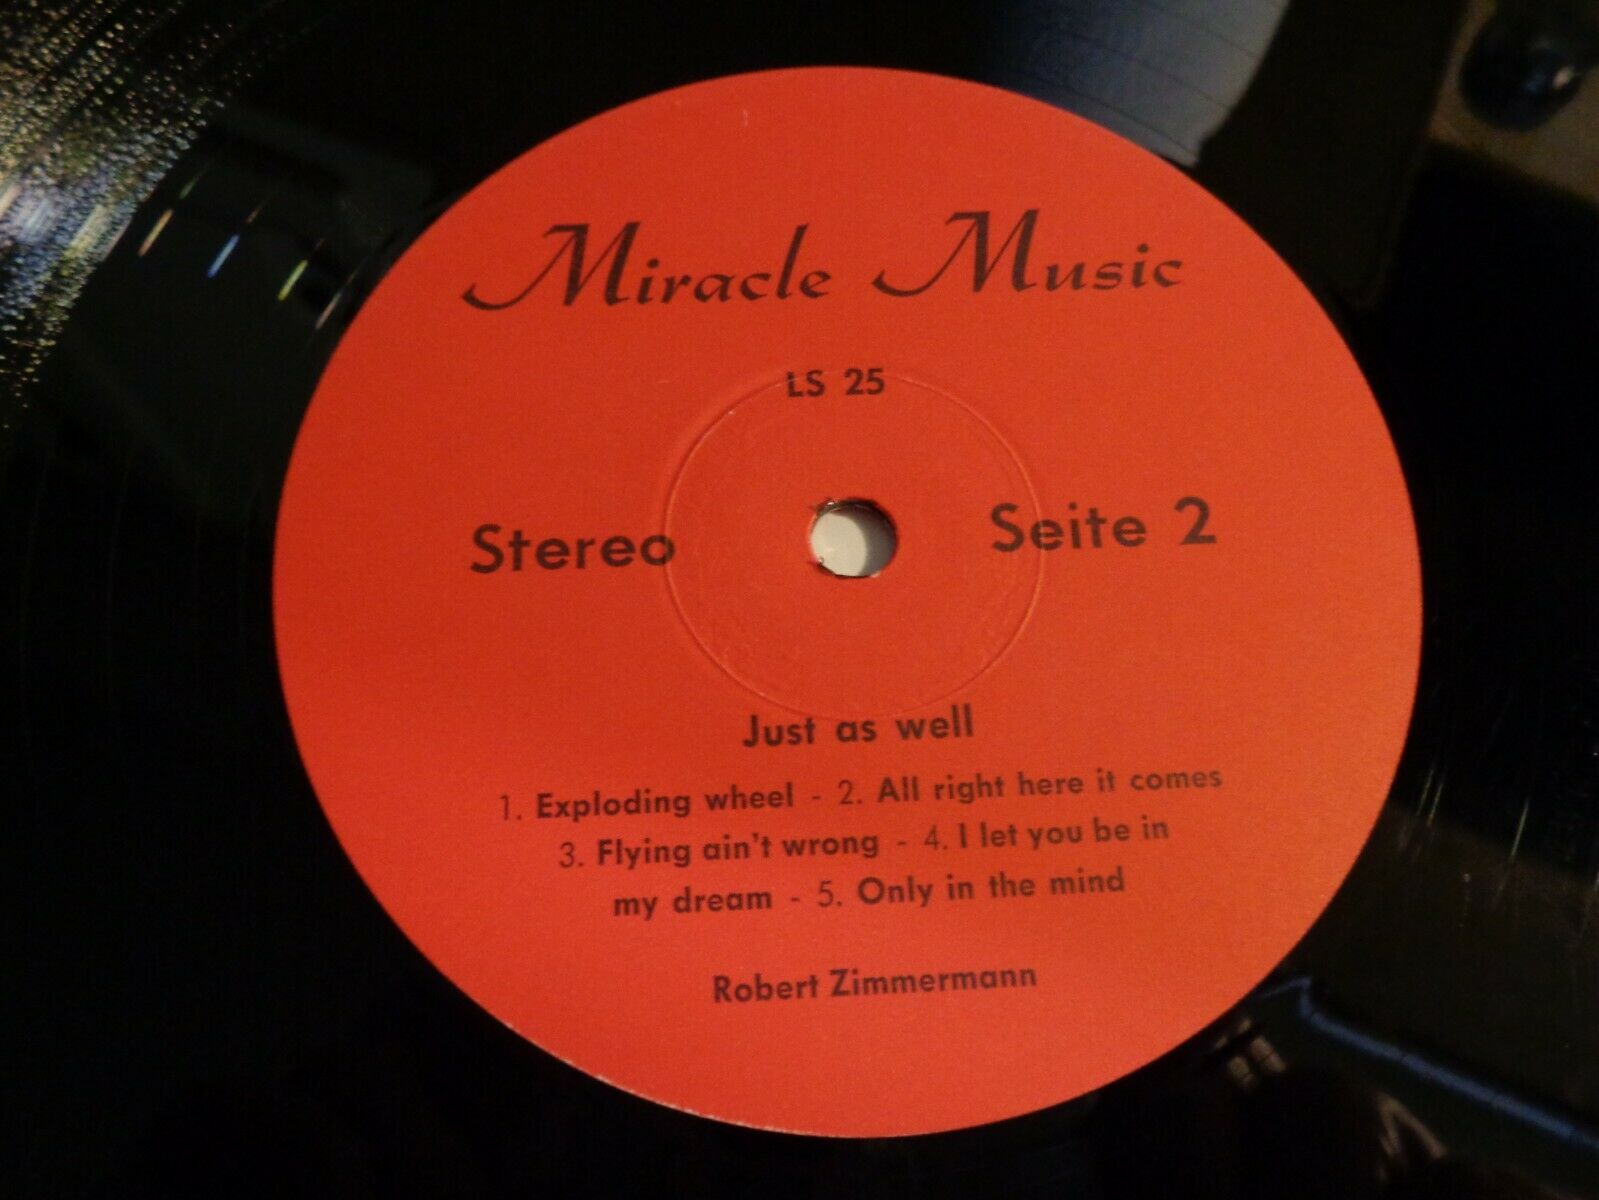 Miracle Music
LS 25
Stereo Seite 2
Just as well
1. Exploding wheel - 2. All right here it comes
3. Flying ain't wrong - 4. I let you be in
my dream - 5. Only in the mind
Robert Zimmermann